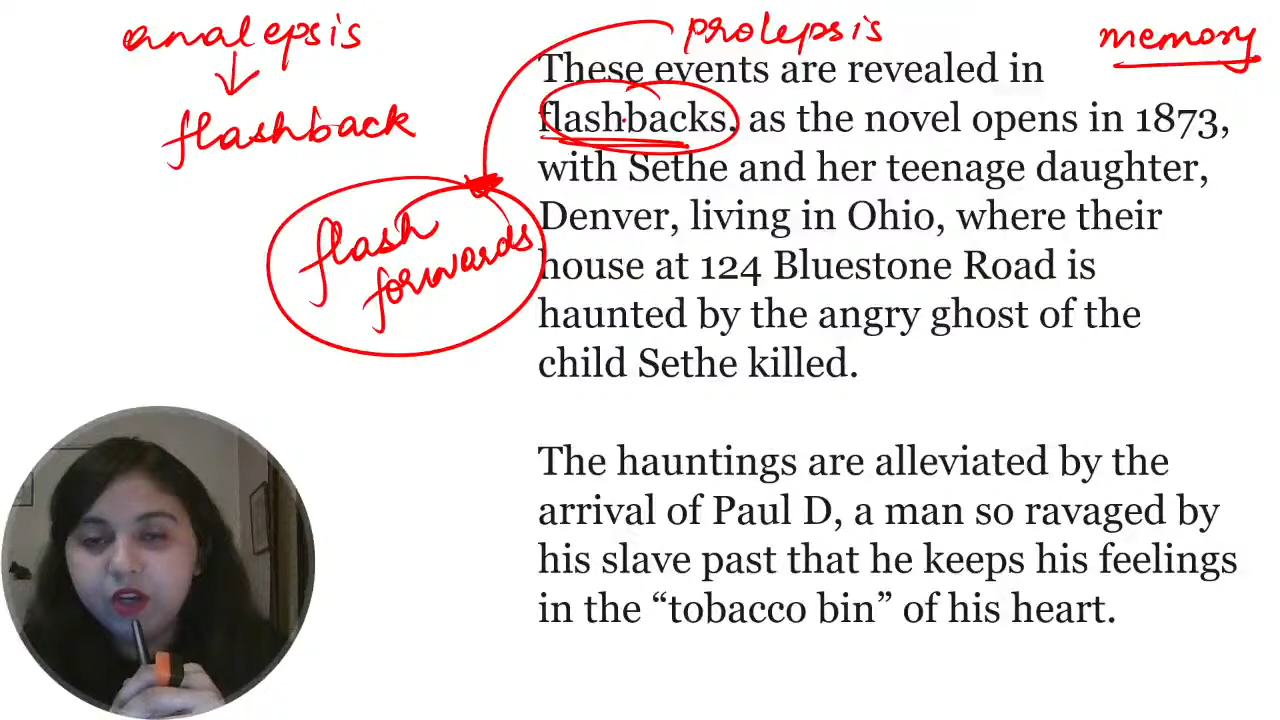 analepsis
flashback
prolepsis
memory
flash
forwards
These events are revealed in
flashbacks, as the novel opens in 1873,
with Sethe and her teenage daughter,
Denver, living in Ohio, where their
house at 124 Bluestone Road is
haunted by the angry ghost of the
child Sethe killed.
The hauntings are alleviated by the
arrival of Paul D, a man so ravaged by
his slave past that he keeps his feelings
in the “tobacco bin” of his heart.